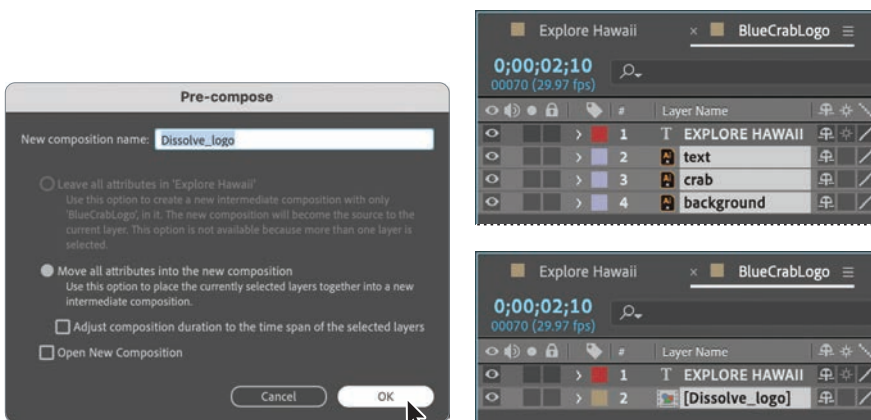 Pre-compose
New composition name: Dissolve_logo
Leave all attributes in 'Explore Hawaii'
Use this option to create a new intermediate composition with only
'BlueCrabLogo', in it. The new composition will become the source to the
current layer. This option is not available because more than one layer is
selected.
Move all attributes into the new composition
Use this option to place the currently selected layers together into a new
intermediate composition.
Adjust composition duration to the time span of the selected layers
Open New Composition
Cancel OK
Explore Hawaii × BlueCrabLogo
0;00;02;10
00070 (29.97 fps)
# Layer Name
1 T EXPLORE HAWAII
2 Ai text
3 Ai crab
4 Ai background
Explore Hawaii × BlueCrabLogo
0;00;02;10
00070 (29.97 fps)
# Layer Name
1 T EXPLORE HAWAII
2 [Dissolve_logo]